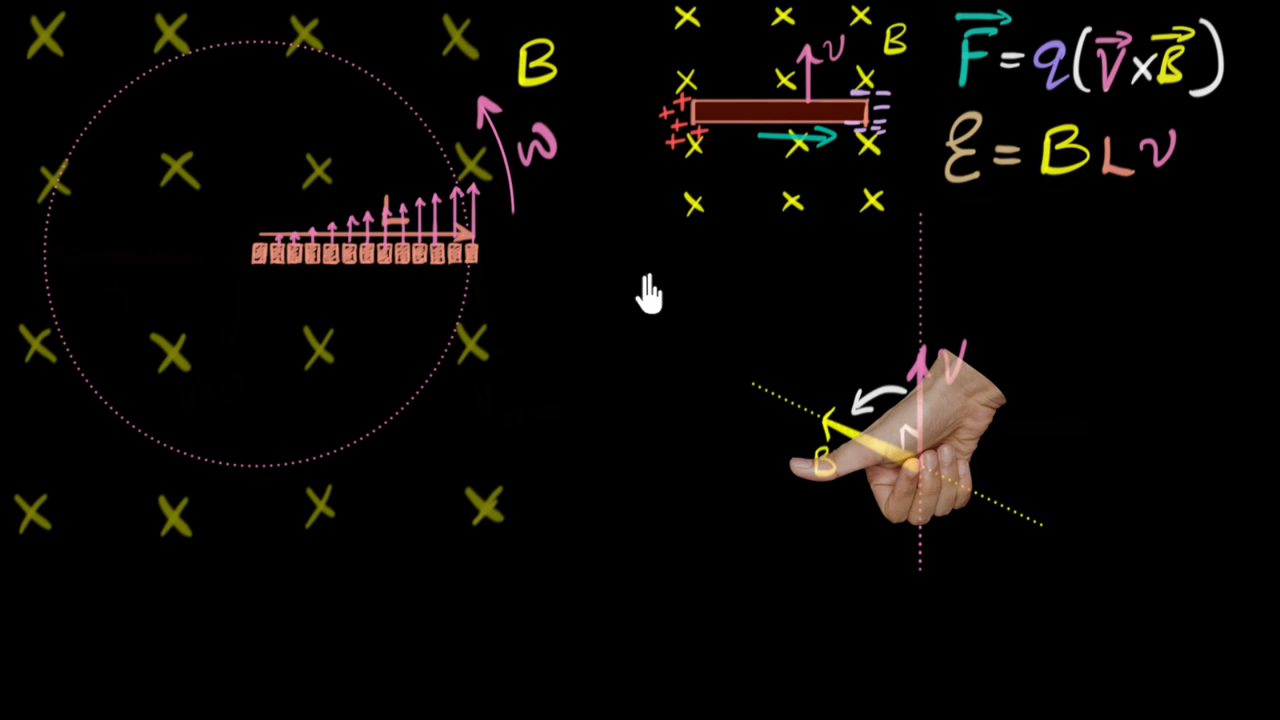 B
ω
L
v
B
+ + + + +
F = q(V×B)
ℰ = BLv
V
B